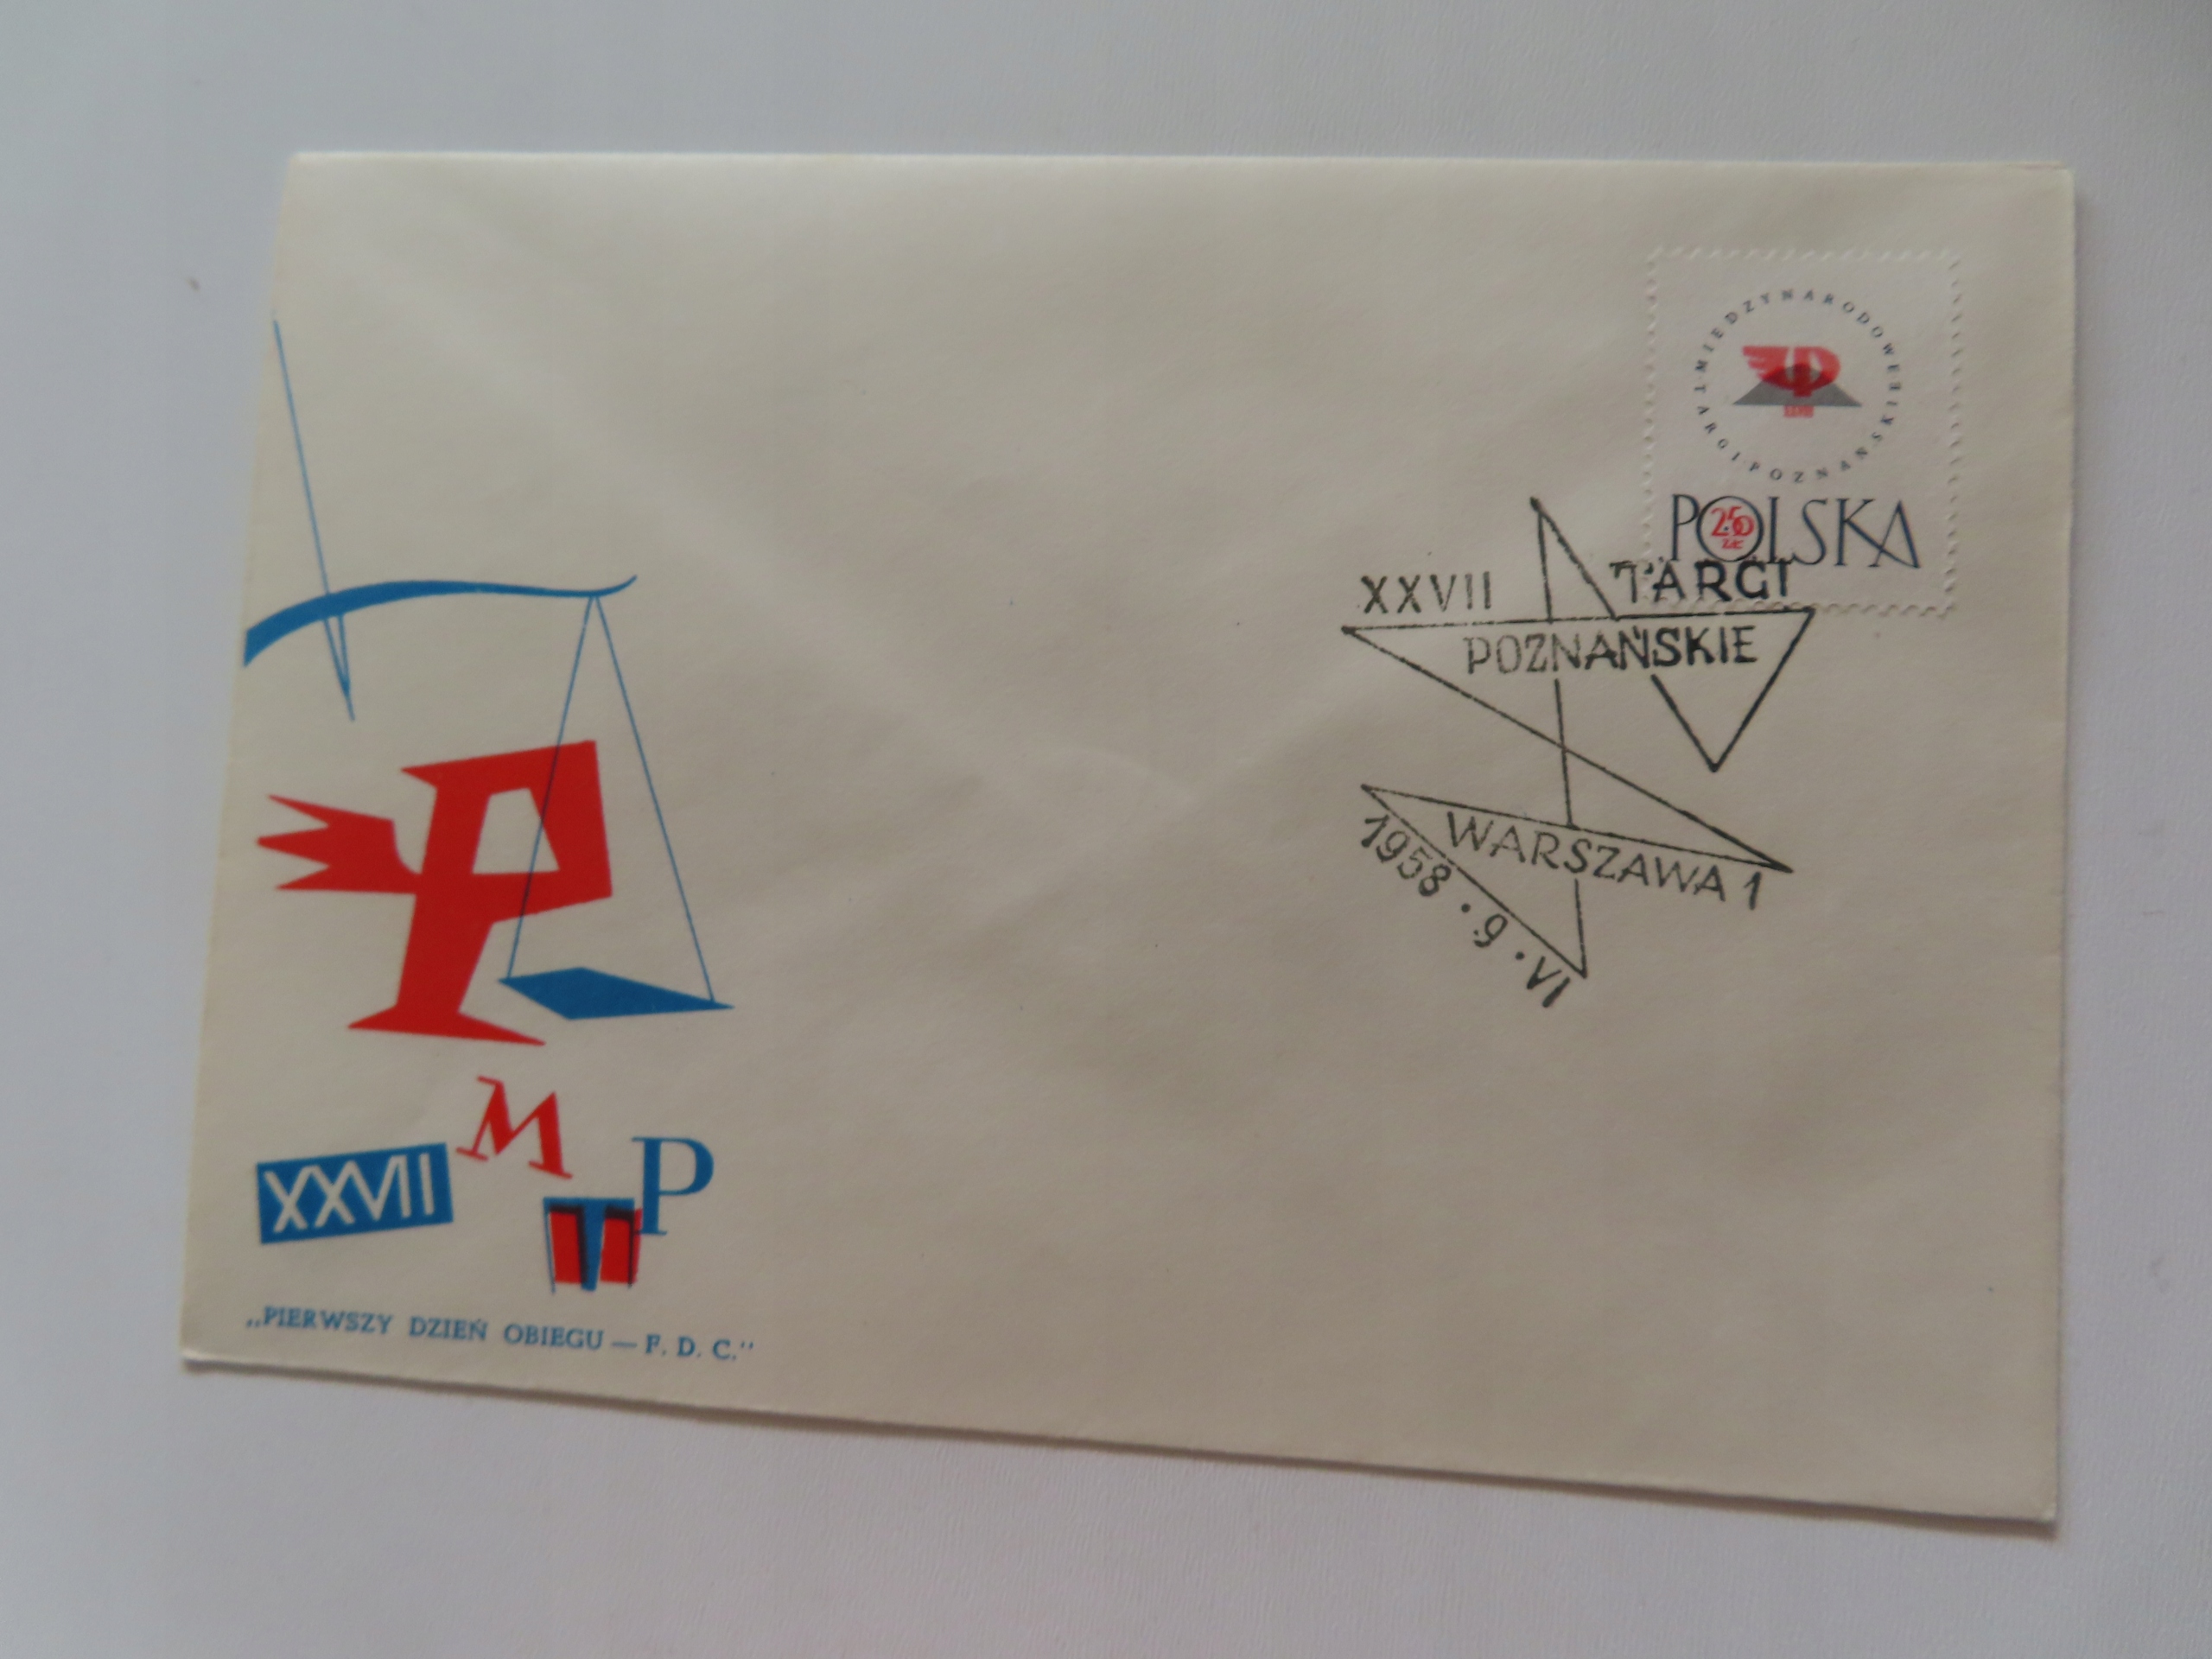 MIĘDZYNARODOWE
TARGI POZNAŃSKIE
XXVII
POLSKA
2.50
ZŁ
XXVII TARGI
POZNAŃSKIE
WARSZAWA 1
1958 · 9 · VI
P
XXVII M T P
„PIERWSZY DZIEŃ OBIEGU — F. D. C."